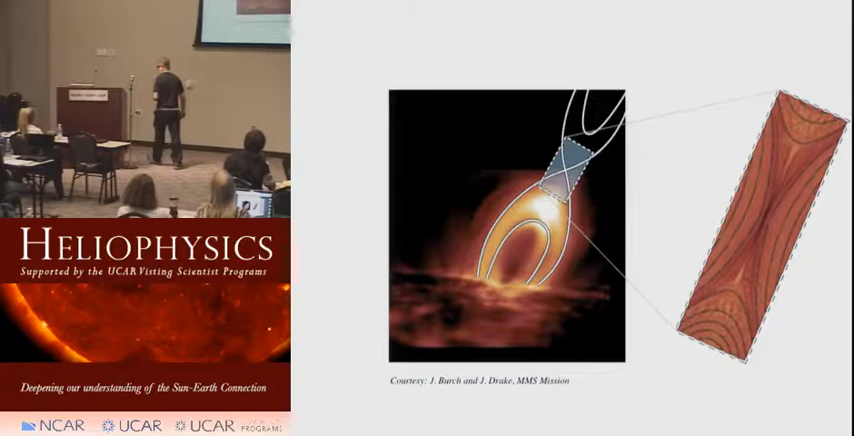 HELIOPHYSICS
Supported by the UCAR Visting Scientist Programs
Deepening our understanding of the Sun-Earth Connection
NCAR UCAR UCAR PROGRAMS
Courtesy: J. Burch and J. Drake, MMS Mission